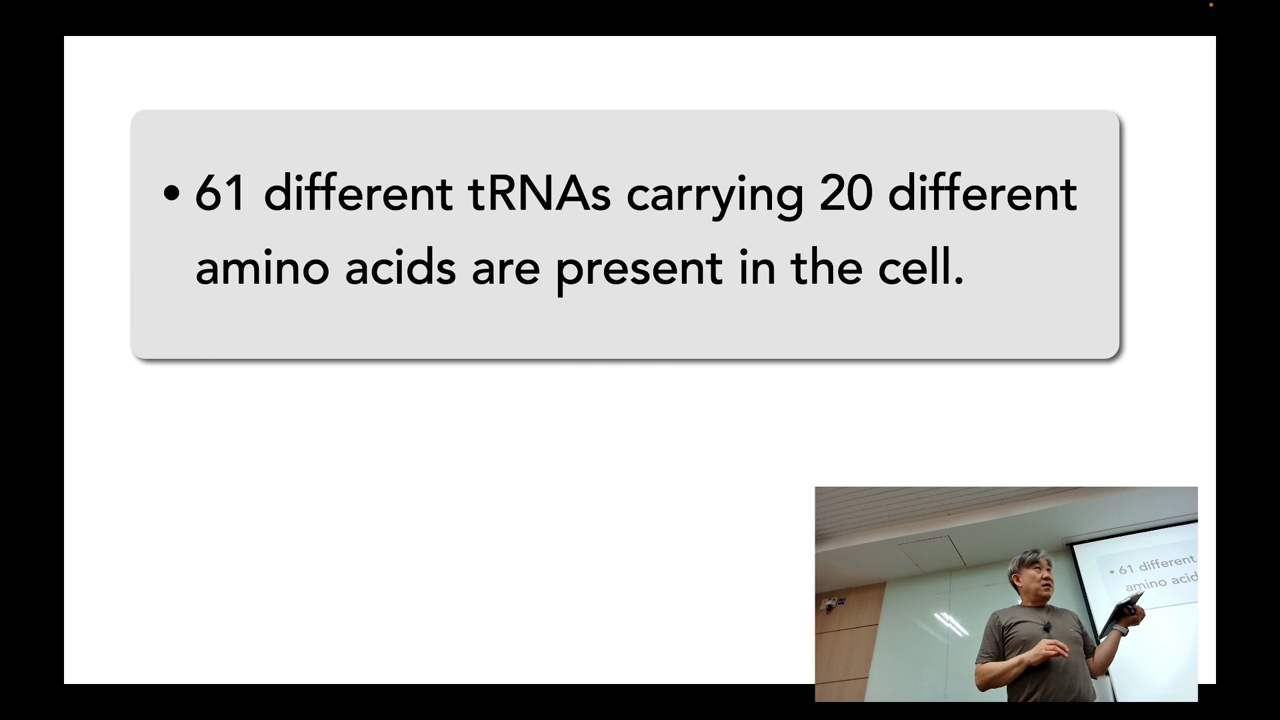 • 61 different tRNAs carrying 20 different
amino acids are present in the cell.
• 61 different
amino acid